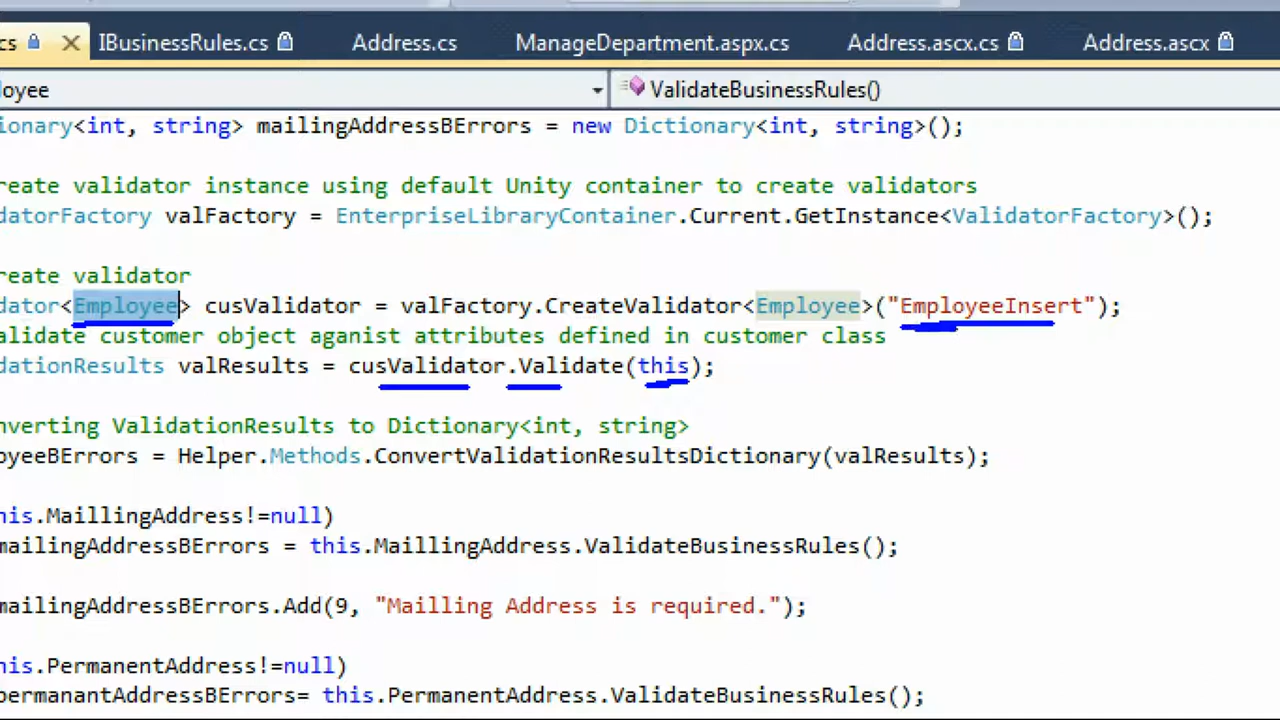 cs IBusinessRules.cs Address.cs ManageDepartment.aspx.cs Address.ascx.cs Address.ascx
loyee ValidateBusinessRules()
ionary<int, string> mailingAddressBErrors = new Dictionary<int, string>();
reate validator instance using default Unity container to create validators
datorFactory valFactory = EnterpriseLibraryContainer.Current.GetInstance<ValidatorFactory>();
reate validator
dator<Employee> cusValidator = valFactory.CreateValidator<Employee>("EmployeeInsert");
alidate customer object aganist attributes defined in customer class
dationResults valResults = cusValidator.Validate(this);
nverting ValidationResults to Dictionary<int, string>
oyeeBErrors = Helper.Methods.ConvertValidationResultsDictionary(valResults);
his.MaillingAddress!=null)
mailingAddressBErrors = this.MaillingAddress.ValidateBusinessRules();
mailingAddressBErrors.Add(9, "Mailling Address is required.");
his.PermanentAddress!=null)
permanantAddressBErrors= this.PermanentAddress.ValidateBusinessRules();